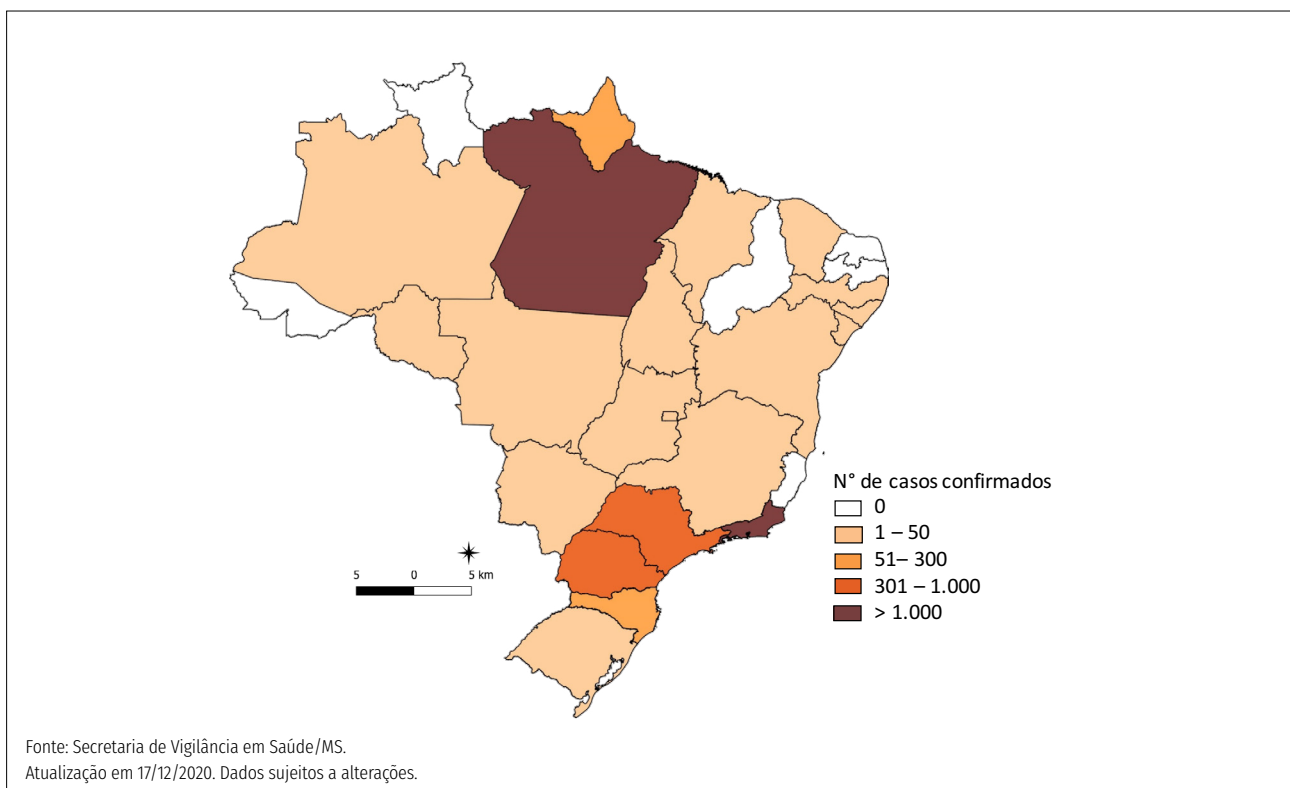 N° de casos confirmados
0
1 – 50
51– 300
301 – 1.000
> 1.000
5 0 5 km
Fonte: Secretaria de Vigilância em Saúde/MS.
Atualização em 17/12/2020. Dados sujeitos a alterações.